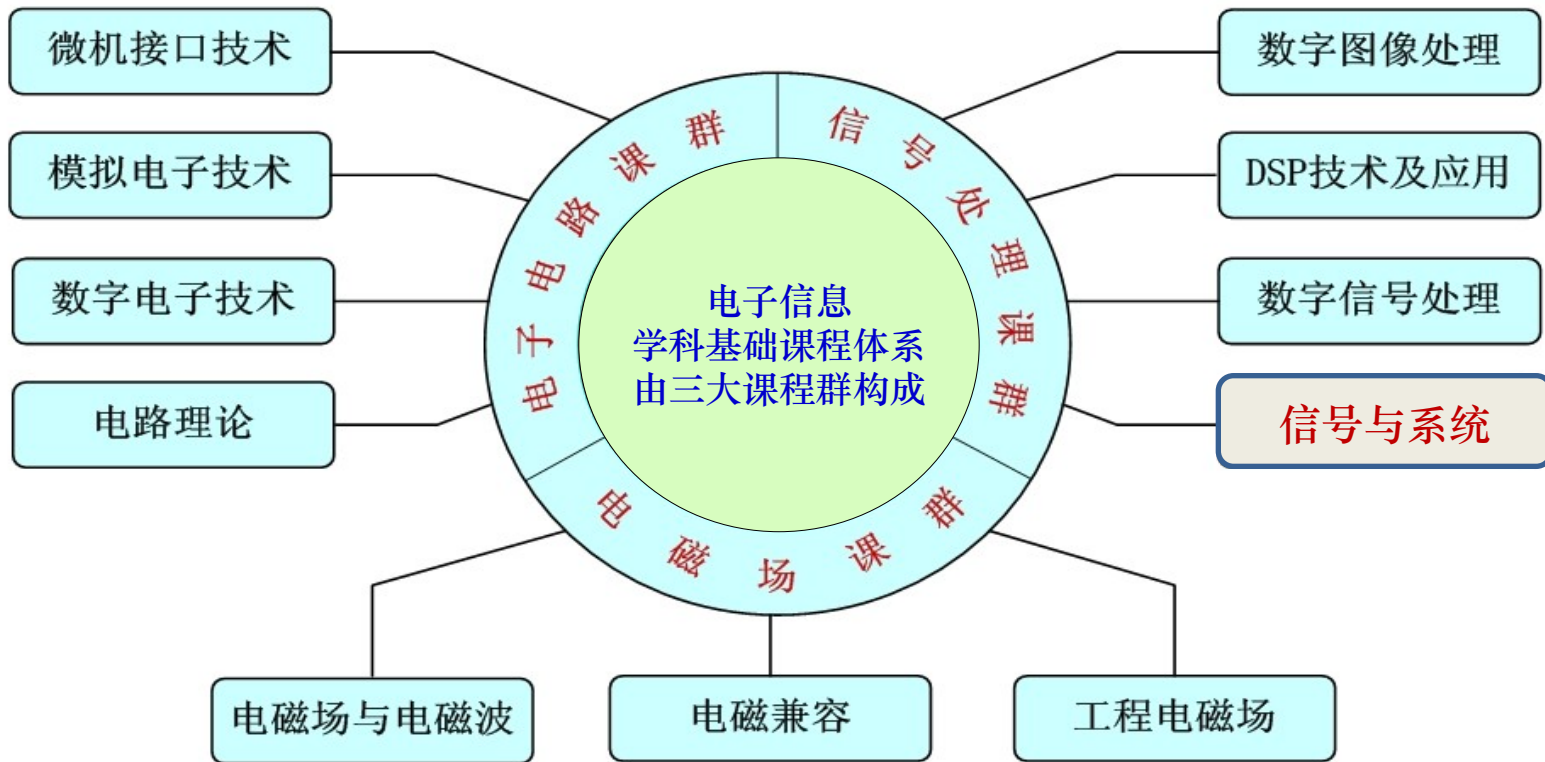 微机接口技术
模拟电子技术
数字电子技术
电路理论
电子电路课群
信号处理课群
电磁场课群
电子信息
学科基础课程体系
由三大课程群构成
数字图像处理
DSP技术及应用
数字信号处理
信号与系统
电磁场与电磁波
电磁兼容
工程电磁场